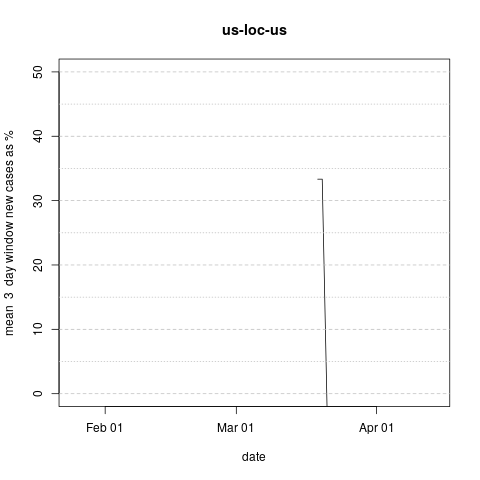 us-loc-us
mean 3 day window new cases as %
50
40
30
20
10
0
Feb 01
Mar 01
Apr 01
date